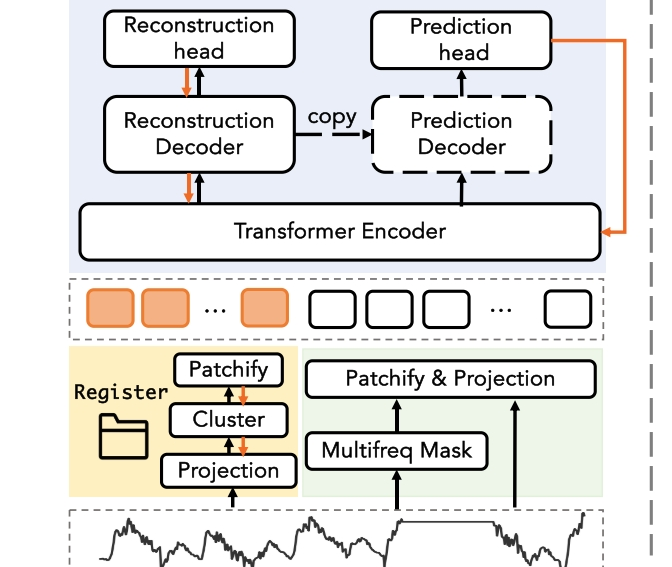 Reconstruction
head
Prediction
head
Reconstruction
Decoder
copy
Prediction
Decoder
Transformer Encoder
...
...
Register
Patchify
Cluster
Projection
Patchify & Projection
Multifreq Mask